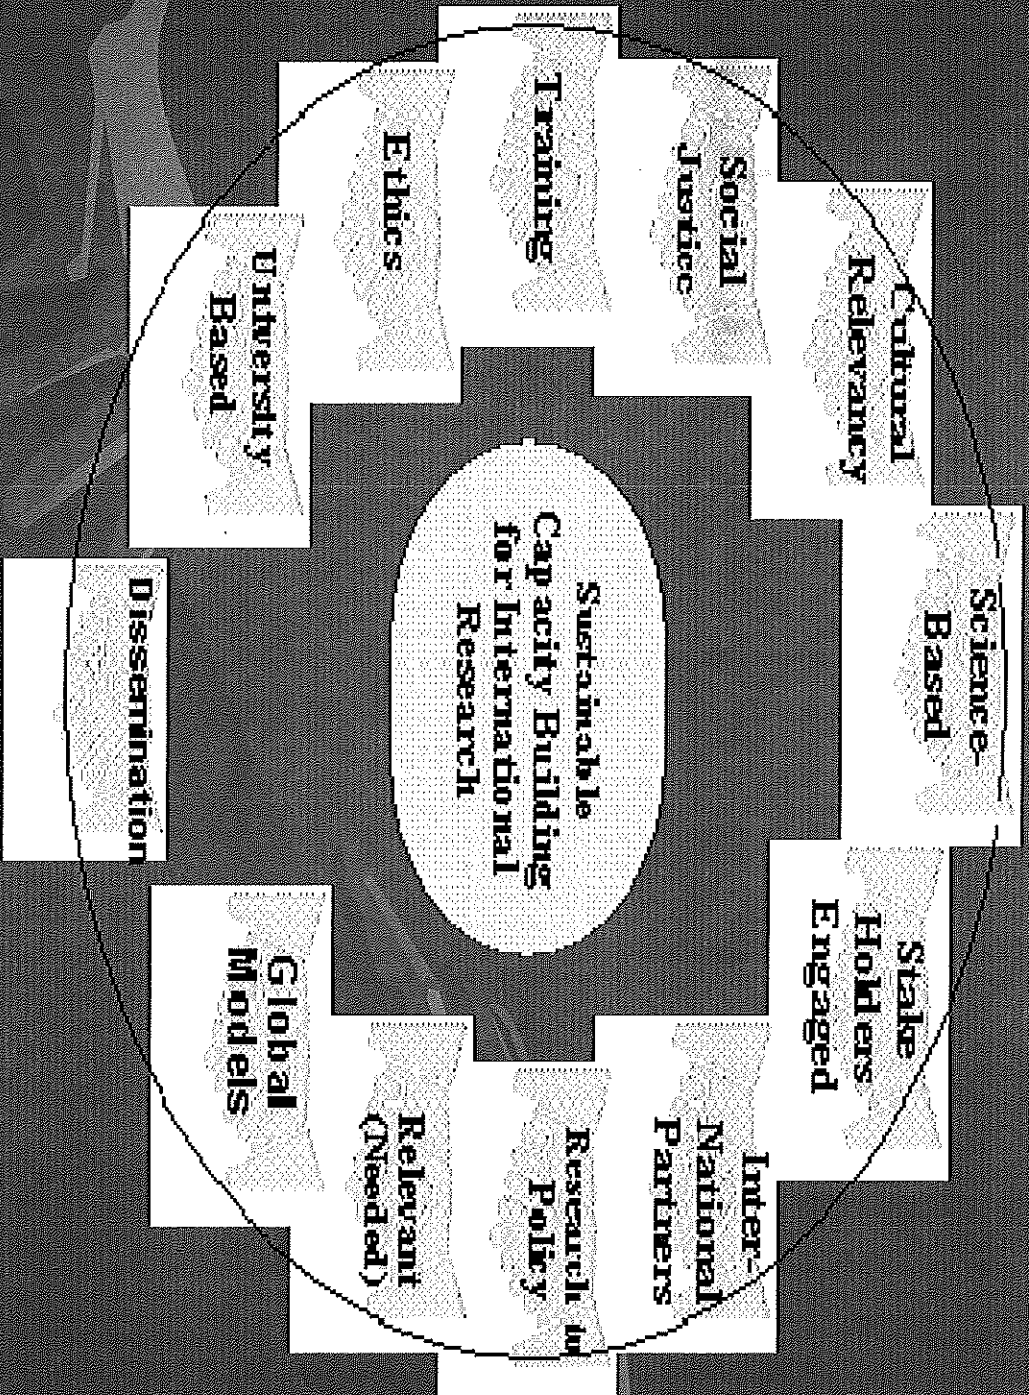 Science-
Based
Cultural
Relevancy
Stake
Holders
Engaged
Social
Justice
Inter-
National
Partners
Training
Sustainable
Capacity Building
for International
Research
Research
Policy
Ethics
Relevant
(Needed)
University
Based
Global
Models
Dissemination